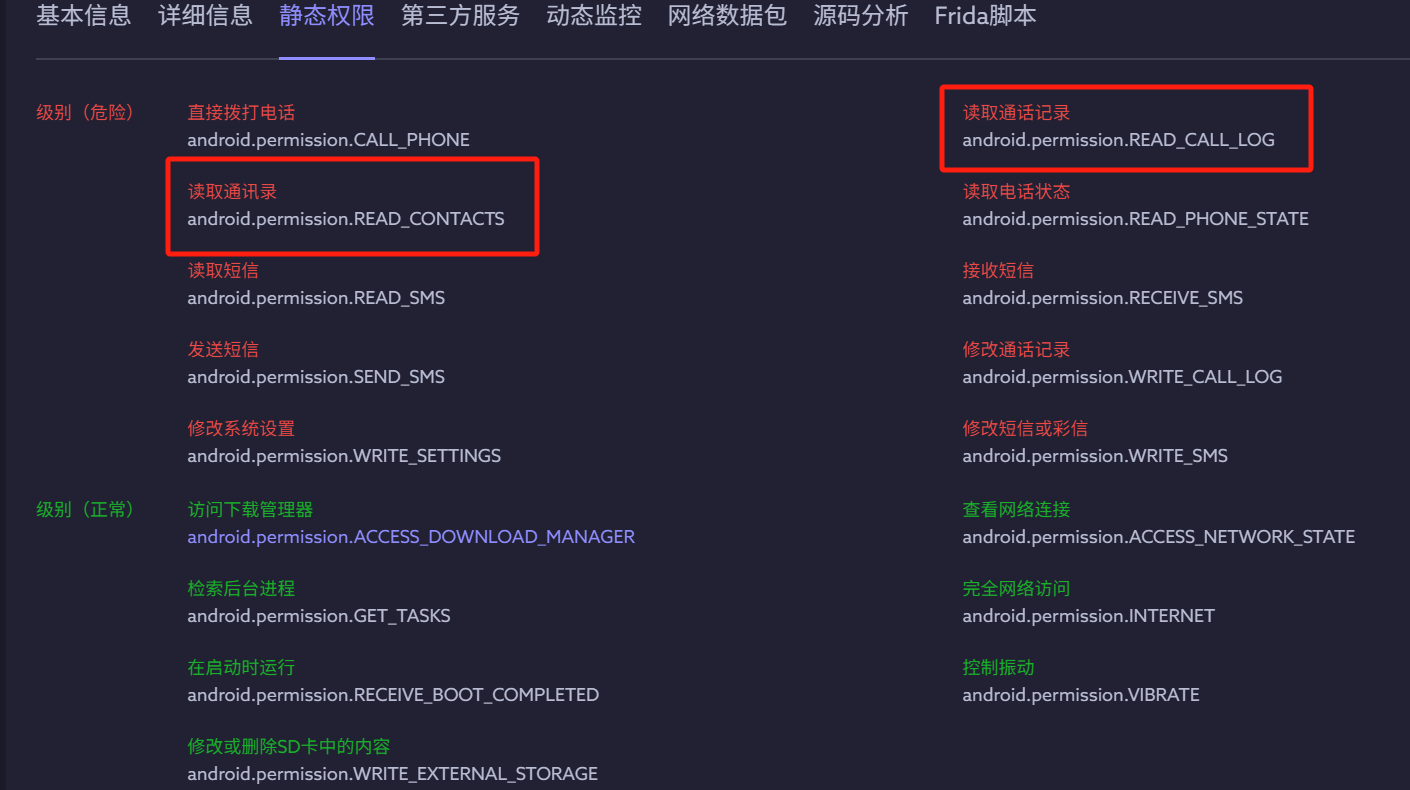 基本信息 详细信息 静态权限 第三方服务 动态监控 网络数据包 源码分析 Frida脚本
级别（危险） 直接拨打电话 读取通话记录
android.permission.CALL_PHONE android.permission.READ_CALL_LOG
读取通讯录 读取电话状态
android.permission.READ_CONTACTS android.permission.READ_PHONE_STATE
读取短信 接收短信
android.permission.READ_SMS android.permission.RECEIVE_SMS
发送短信 修改通话记录
android.permission.SEND_SMS android.permission.WRITE_CALL_LOG
修改系统设置 修改短信或彩信
android.permission.WRITE_SETTINGS android.permission.WRITE_SMS
级别（正常） 访问下载管理器 查看网络连接
android.permission.ACCESS_DOWNLOAD_MANAGER android.permission.ACCESS_NETWORK_STATE
检索后台进程 完全网络访问
android.permission.GET_TASKS android.permission.INTERNET
在启动时运行 控制振动
android.permission.RECEIVE_BOOT_COMPLETED android.permission.VIBRATE
修改或删除SD卡中的内容
android.permission.WRITE_EXTERNAL_STORAGE